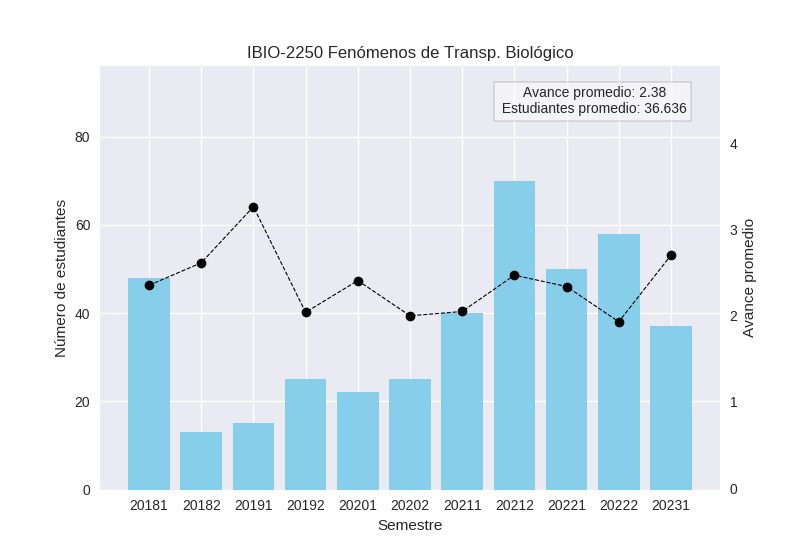 IBIO-2250 Fenómenos de Transp. Biológico
Avance promedio: 2.38
Estudiantes promedio: 36.636
Número de estudiantes
80
60
40
20
0
Avance promedio
4
3
2
1
0
20181 20182 20191 20192 20201 20202 20211 20212 20221 20222 20231
Semestre